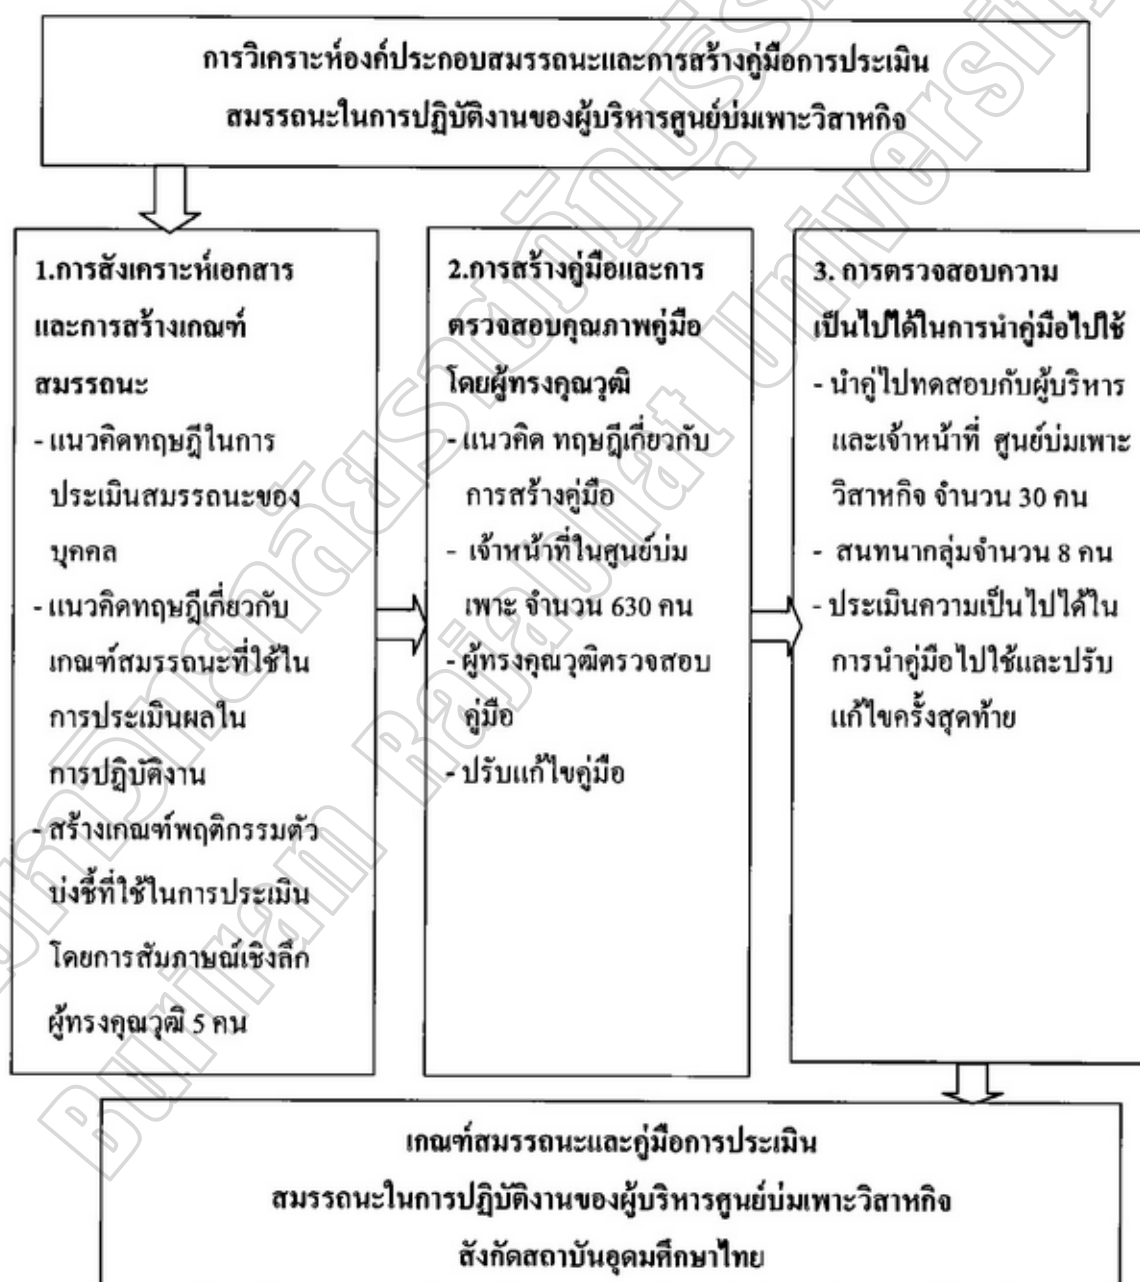 การวิเคราะห์องค์ประกอบสมรรถนะและการสร้างคู่มือการประเมิน
สมรรถนะในการปฏิบัติงานของผู้บริหารศูนย์บ่มเพาะวิสาหกิจ
1.การสังเคราะห์เอกสาร
และการสร้างเกณฑ์
สมรรถนะ
- แนวคิดทฤษฎีในการ
ประเมินสมรรถนะของ
บุคคล
- แนวคิดทฤษฎีเกี่ยวกับ
เกณฑ์สมรรถนะที่ใช้ใน
การประเมินผลใน
การปฏิบัติงาน
- สร้างเกณฑ์พฤติกรรมตัว
บ่งชี้ที่ใช้ในการประเมิน
โดยการสัมภาษณ์เชิงลึก
ผู้ทรงคุณวุฒิ 5 คน
2.การสร้างคู่มือและการ
ตรวจสอบคุณภาพคู่มือ
โดยผู้ทรงคุณวุฒิ
- แนวคิด ทฤษฎีเกี่ยวกับ
การสร้างคู่มือ
- เจ้าหน้าที่ในศูนย์บ่ม
เพาะ จำนวน 630 คน
- ผู้ทรงคุณวุฒิตรวจสอบ
คู่มือ
- ปรับแก้ไขคู่มือ
3. การตรวจสอบความ
เป็นไปได้ในการนำคู่มือไปใช้
- นำคู่ไปทดสอบกับผู้บริหาร
และเจ้าหน้าที่ ศูนย์บ่มเพาะ
วิสาหกิจ จำนวน 30 คน
- สนทนากลุ่มจำนวน 8 คน
- ประเมินความเป็นไปได้ใน
การนำคู่มือไปใช้และปรับ
แก้ไขครั้งสุดท้าย
เกณฑ์สมรรถนะและคู่มือการประเมิน
สมรรถนะในการปฏิบัติงานของผู้บริหารศูนย์บ่มเพาะวิสาหกิจ
สังกัดสถาบันอุดมศึกษาไทย
Buriram Rajabhat University